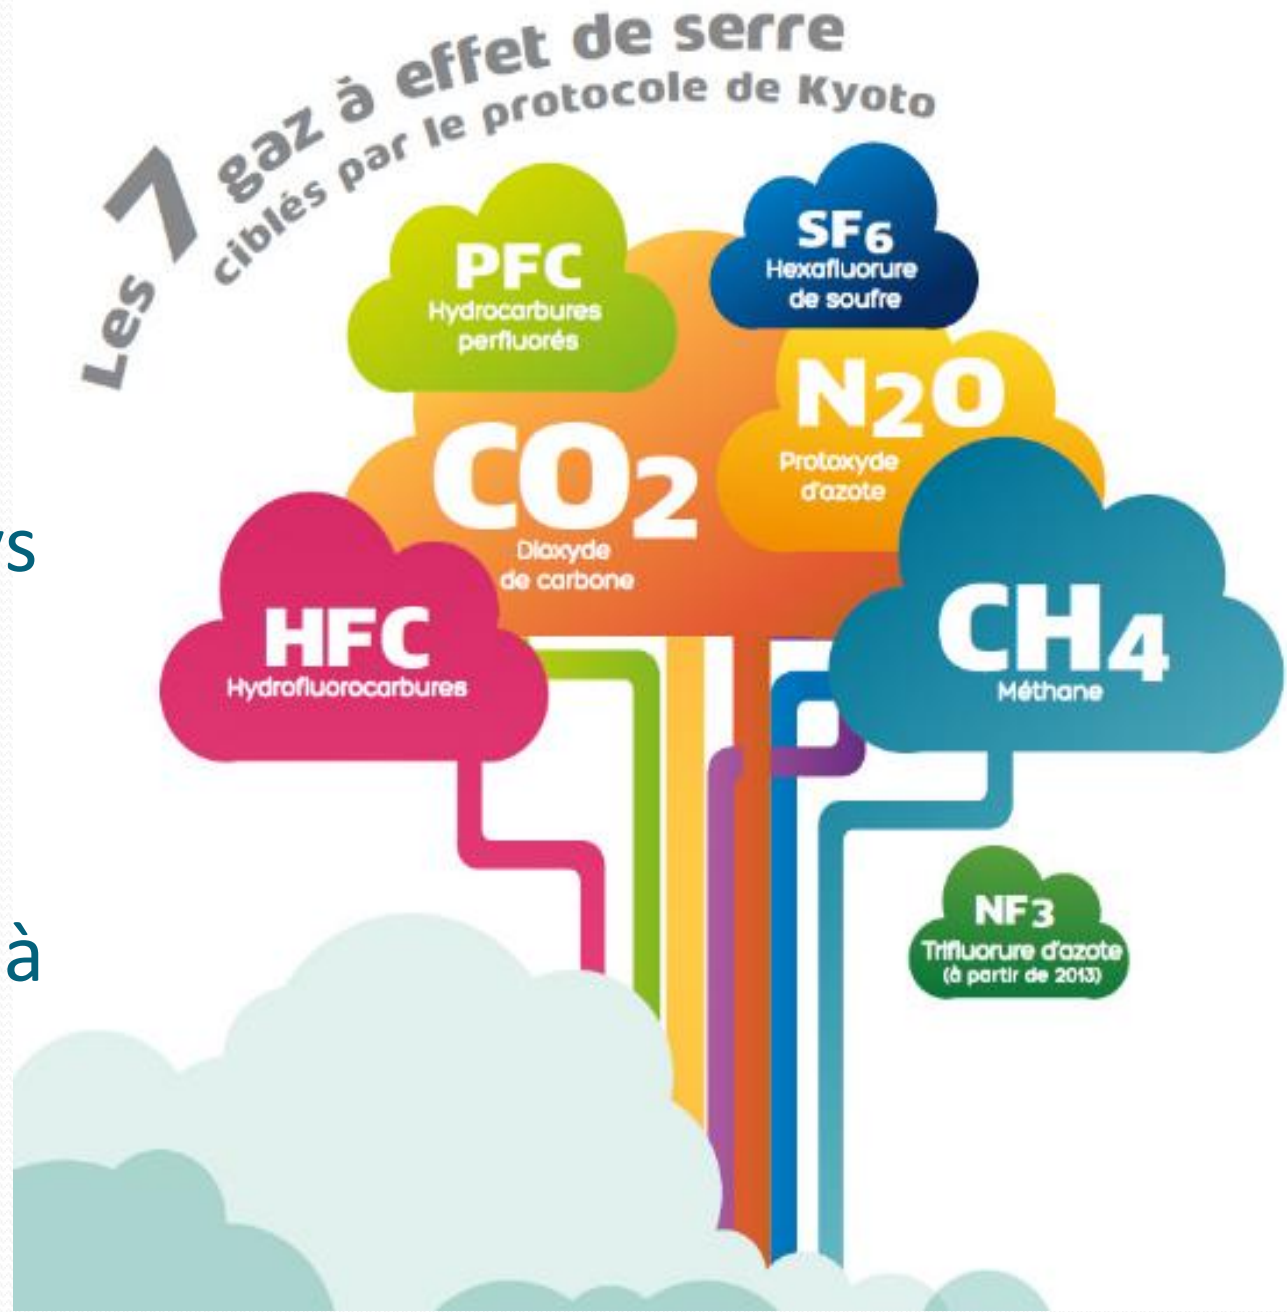 Les 7 gaz à effet de serre
ciblés par le protocole de Kyoto
PFC
Hydrocarbures
perfluorés
SF6
Hexafluorure
de soufre
N2O
Protoxyde
d'azote
CO2
Dioxyde
de carbone
HFC
Hydrofluorocarbures
CH4
Méthane
à
NF3
Trifluorure d'azote
(à partir de 2013)